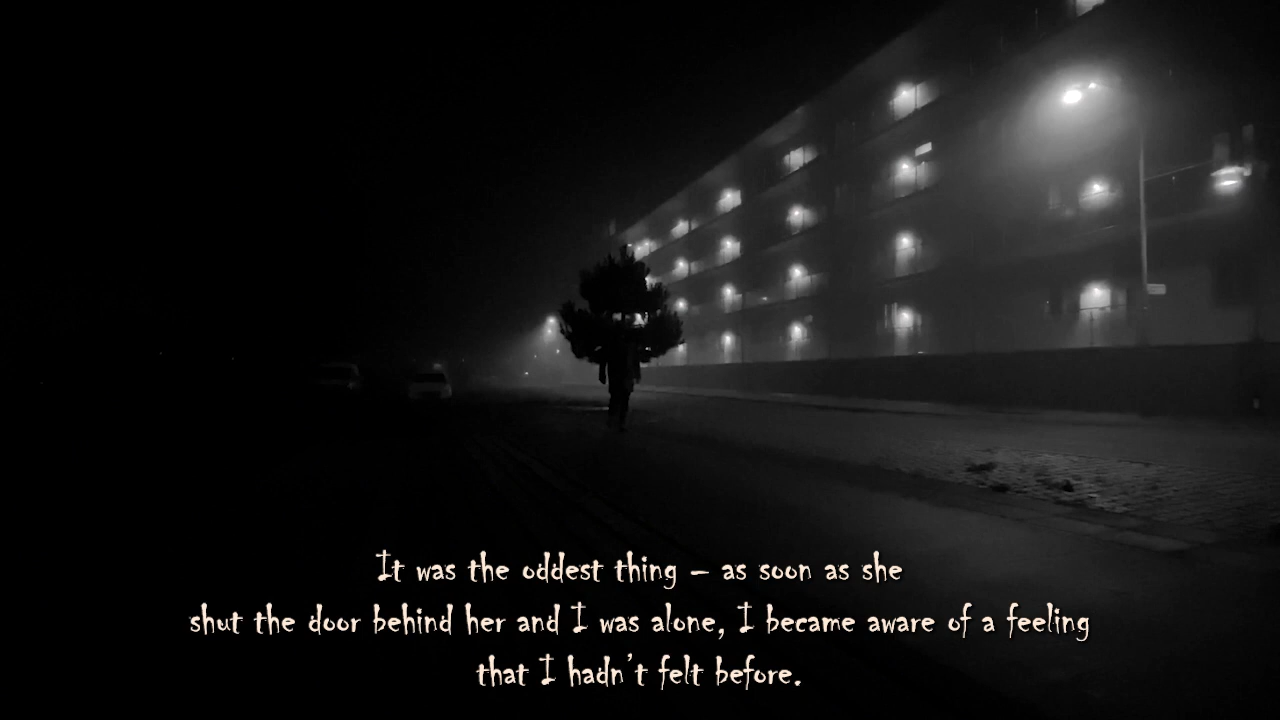 It was the oddest thing – as soon as she
shut the door behind her and I was alone, I became aware of a feeling
that I hadn't felt before.